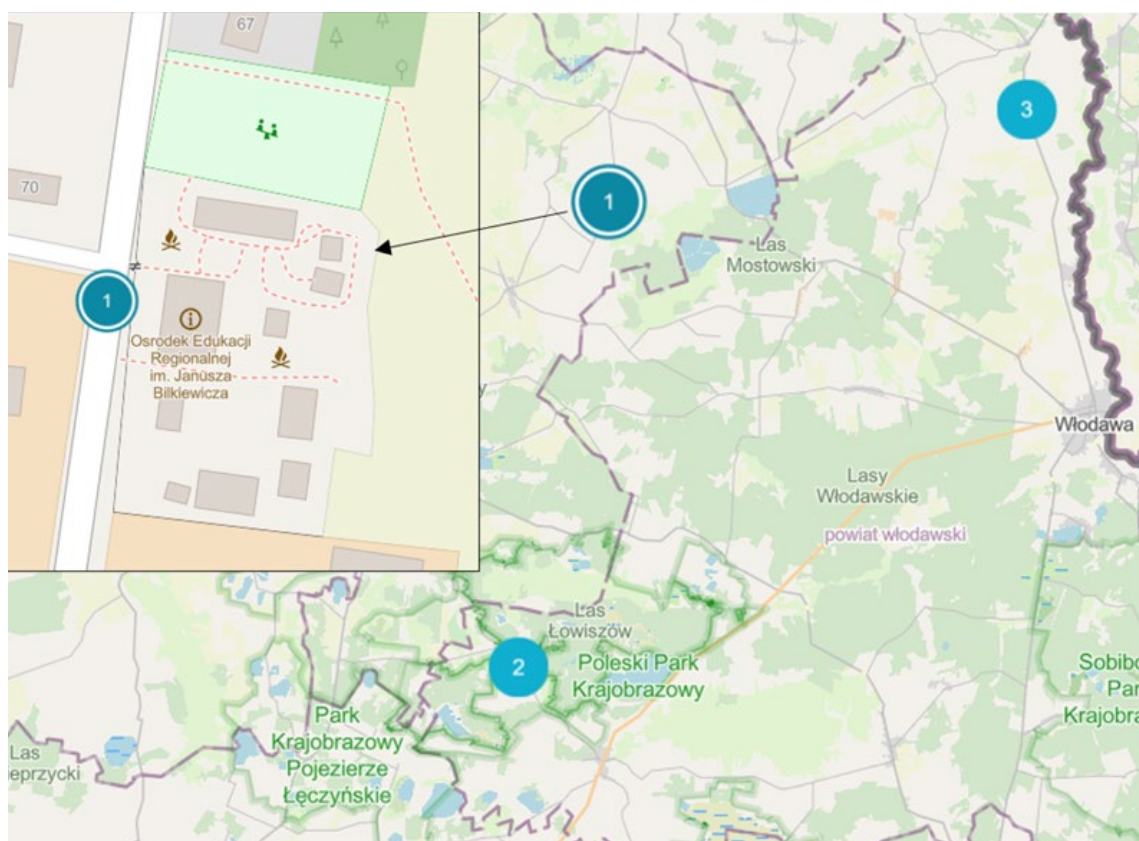 67
70
1
Osrodek Edukacji
Regionalnej
im. Janusza
Bilkiewicza
1
3
Las
Mostowski
Włodawa
Lasy
Włodawskie
powiat włodawski
y
Las
Łowiszów
2
Poleski Park
Krajobrazowy
Sobibo
Par
Krajobra
Park
Krajobrazowy
Pojezierze
Łęczyńskie
Las
eprzycki